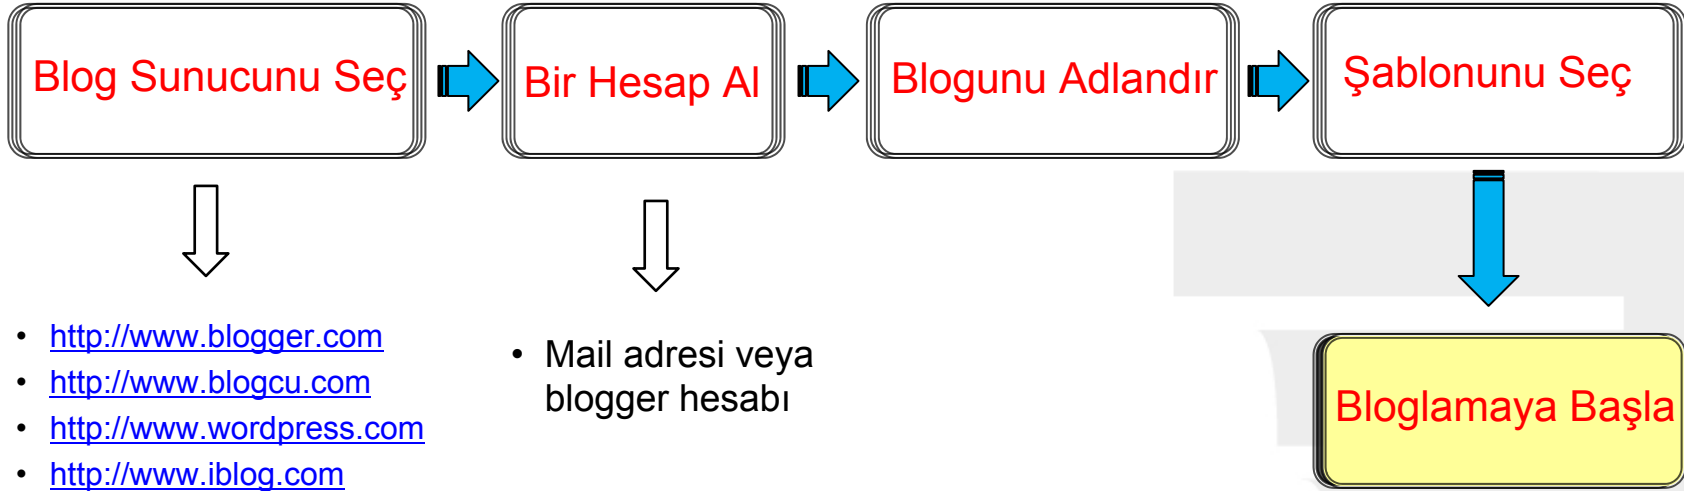 Blog Sunucunu Seç
Bir Hesap Al
Blogunu Adlandır
Şablonunu Seç
• http://www.blogger.com
• http://www.blogcu.com
• http://www.wordpress.com
• http://www.iblog.com
• Mail adresi veya
blogger hesabı
Bloglamaya Başla